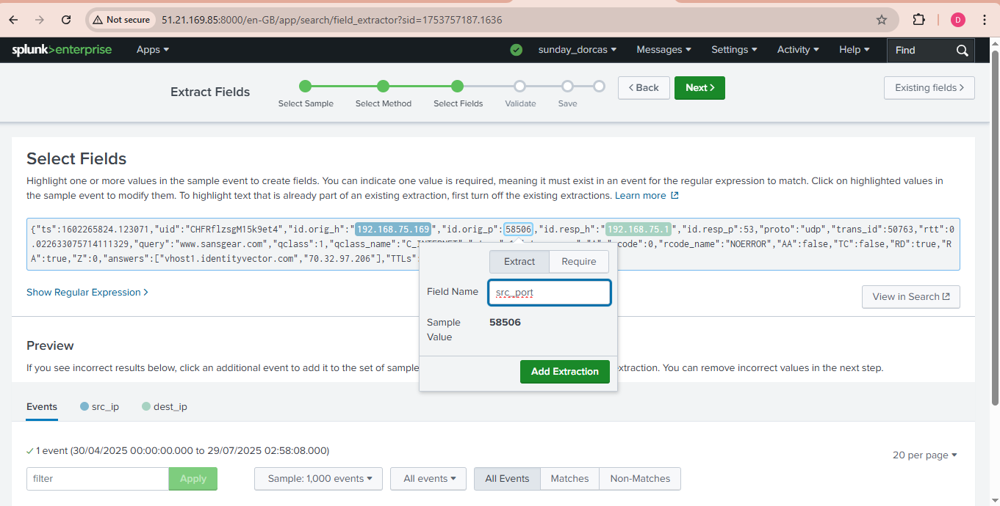 Not secure 51.21.169.85:8000/en-GB/app/search/field_extractor?sid=1753757187.1636 D
splunk>enterprise Apps sunday_dorcas Messages Settings Activity Help Find
Extract Fields
Select Sample Select Method Select Fields Validate Save
< Back Next > Existing fields >
Select Fields
Highlight one or more values in the sample event to create fields. You can indicate one value is required, meaning it must exist in an event for the regular expression to match. Click on highlighted values in
the sample event to modify them. To highlight text that is already part of an existing extraction, first turn off the existing extractions. Learn more
{"ts":1602265824.123071,"uid":"CHFRflzsgM15k9et4","id.orig_h":"192.168.75.169","id.orig_p":58506,"id.resp_h":"192.168.75.1","id.resp_p":53,"proto":"udp","trans_id":50763,"rtt":0
.022633075714111329,"query":"www.sansgear.com","qclass":1,"qclass_name":"C_INTERNET" code":0,"rcode_name":"NOERROR","AA":false,"TC":false,"RD":true,"R
A":true,"Z":0,"answers":["vhost1.identityvector.com","70.32.97.206"],"TTLs"
Extract Require
Field Name src_port
Sample Value 58506
Add Extraction
Show Regular Expression >
View in Search
Preview
If you see incorrect results below, click an additional event to add it to the set of sample xtraction. You can remove incorrect values in the next step.
Events src_ip dest_ip
✓ 1 event (30/04/2025 00:00:00.000 to 29/07/2025 02:58:08.000)
20 per page
filter Apply Sample: 1,000 events All events All Events Matches Non-Matches